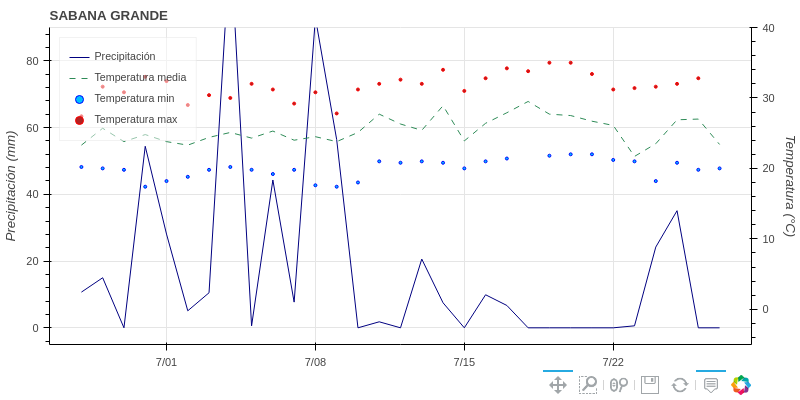 SABANA GRANDE
Precipitación
Temperatura media
Temperatura min
Temperatura max
Precipitación (mm)
80
60
40
20
0
Temperatura (°C)
40
30
20
10
0
7/01
7/08
7/15
7/22